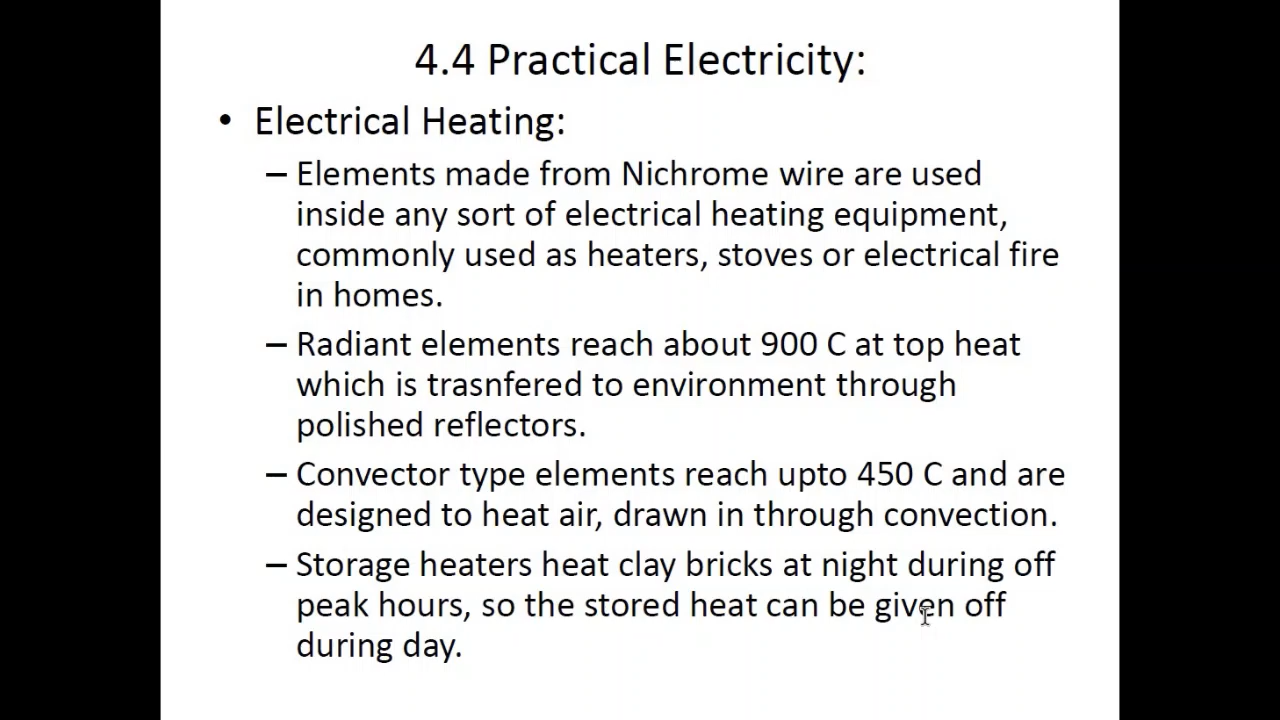 4.4 Practical Electricity:
• Electrical Heating:
– Elements made from Nichrome wire are used
inside any sort of electrical heating equipment,
commonly used as heaters, stoves or electrical fire
in homes.
– Radiant elements reach about 900 C at top heat
which is trasnfered to environment through
polished reflectors.
– Convector type elements reach upto 450 C and are
designed to heat air, drawn in through convection.
– Storage heaters heat clay bricks at night during off
peak hours, so the stored heat can be given off
during day.